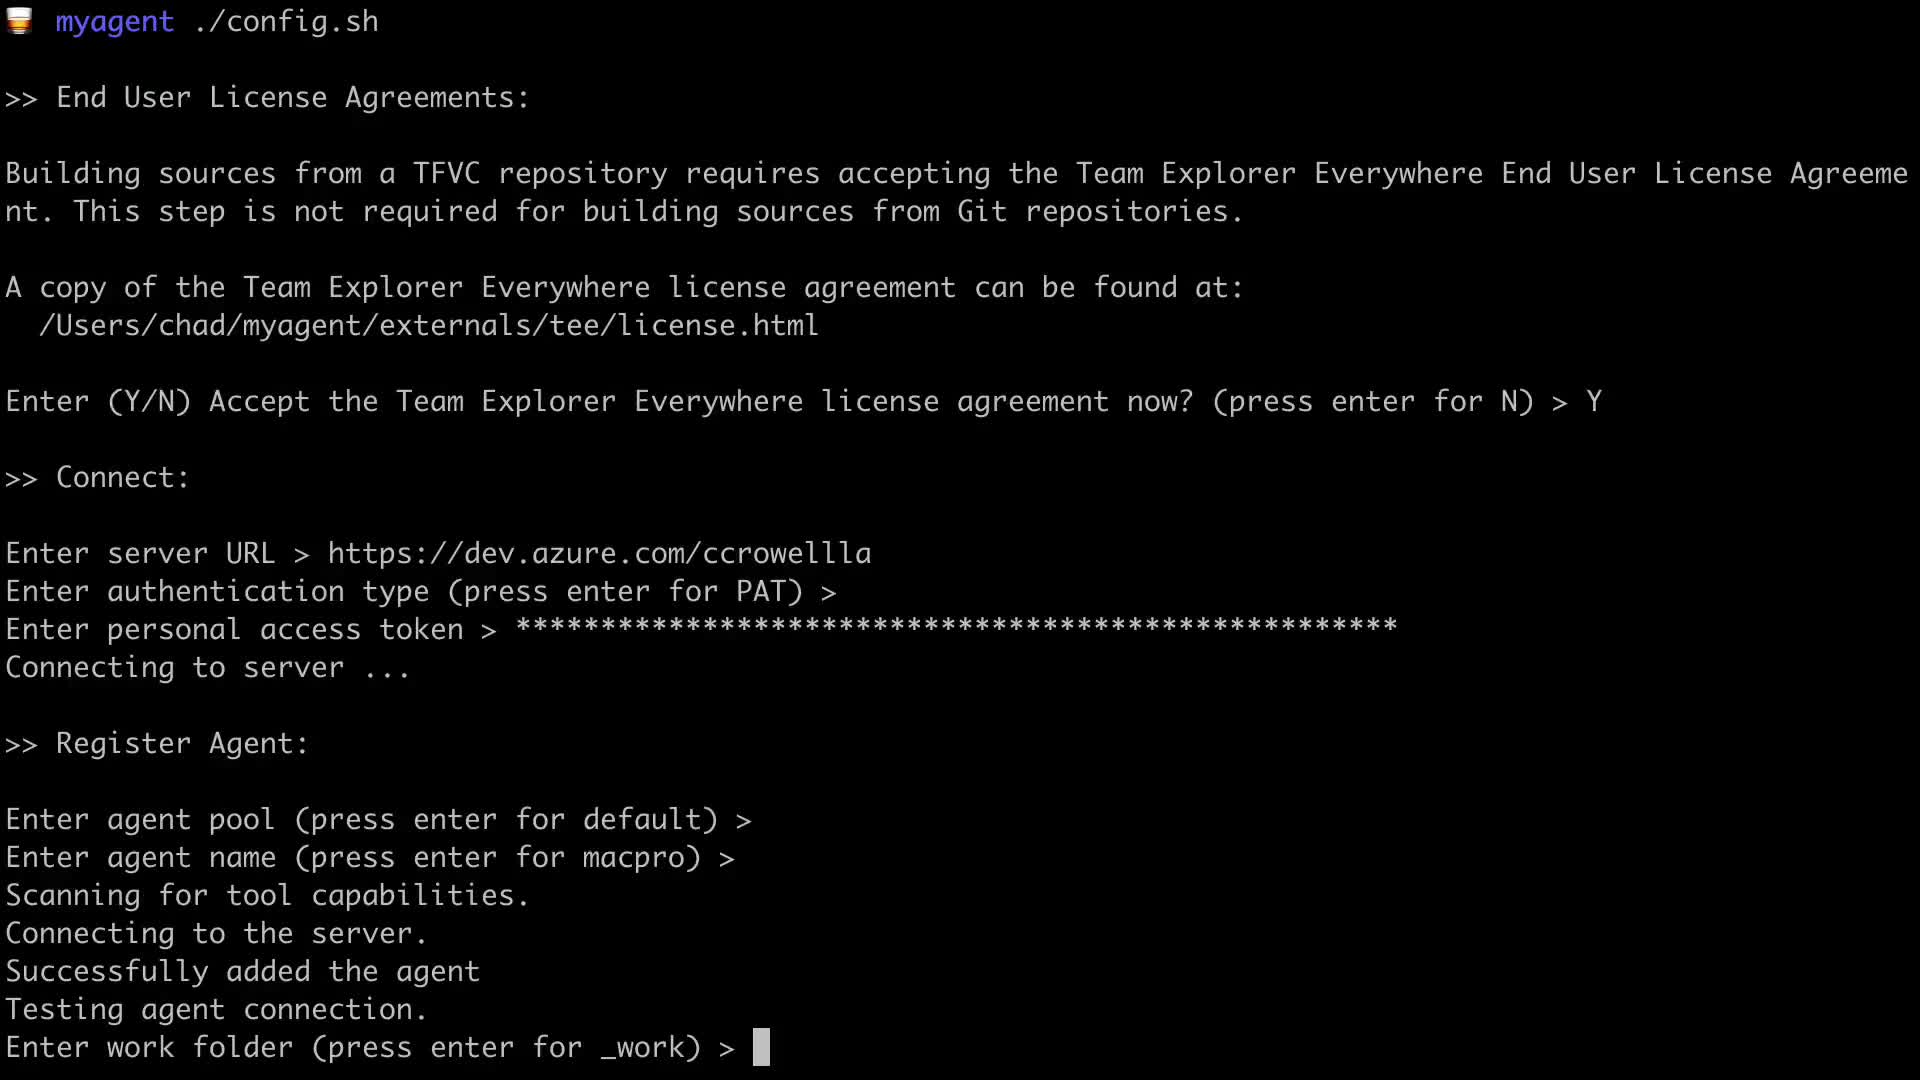 myagent ./config.sh
>> End User License Agreements:
Building sources from a TFVC repository requires accepting the Team Explorer Everywhere End User License Agreeme
nt. This step is not required for building sources from Git repositories.
A copy of the Team Explorer Everywhere license agreement can be found at:
/Users/chad/myagent/externals/tee/license.html
Enter (Y/N) Accept the Team Explorer Everywhere license agreement now? (press enter for N) > Y
>> Connect:
Enter server URL > https://dev.azure.com/ccrowellla
Enter authentication type (press enter for PAT) >
Enter personal access token > ****************************************************
Connecting to server ...
>> Register Agent:
Enter agent pool (press enter for default) >
Enter agent name (press enter for macpro) >
Scanning for tool capabilities.
Connecting to the server.
Successfully added the agent
Testing agent connection.
Enter work folder (press enter for _work) >